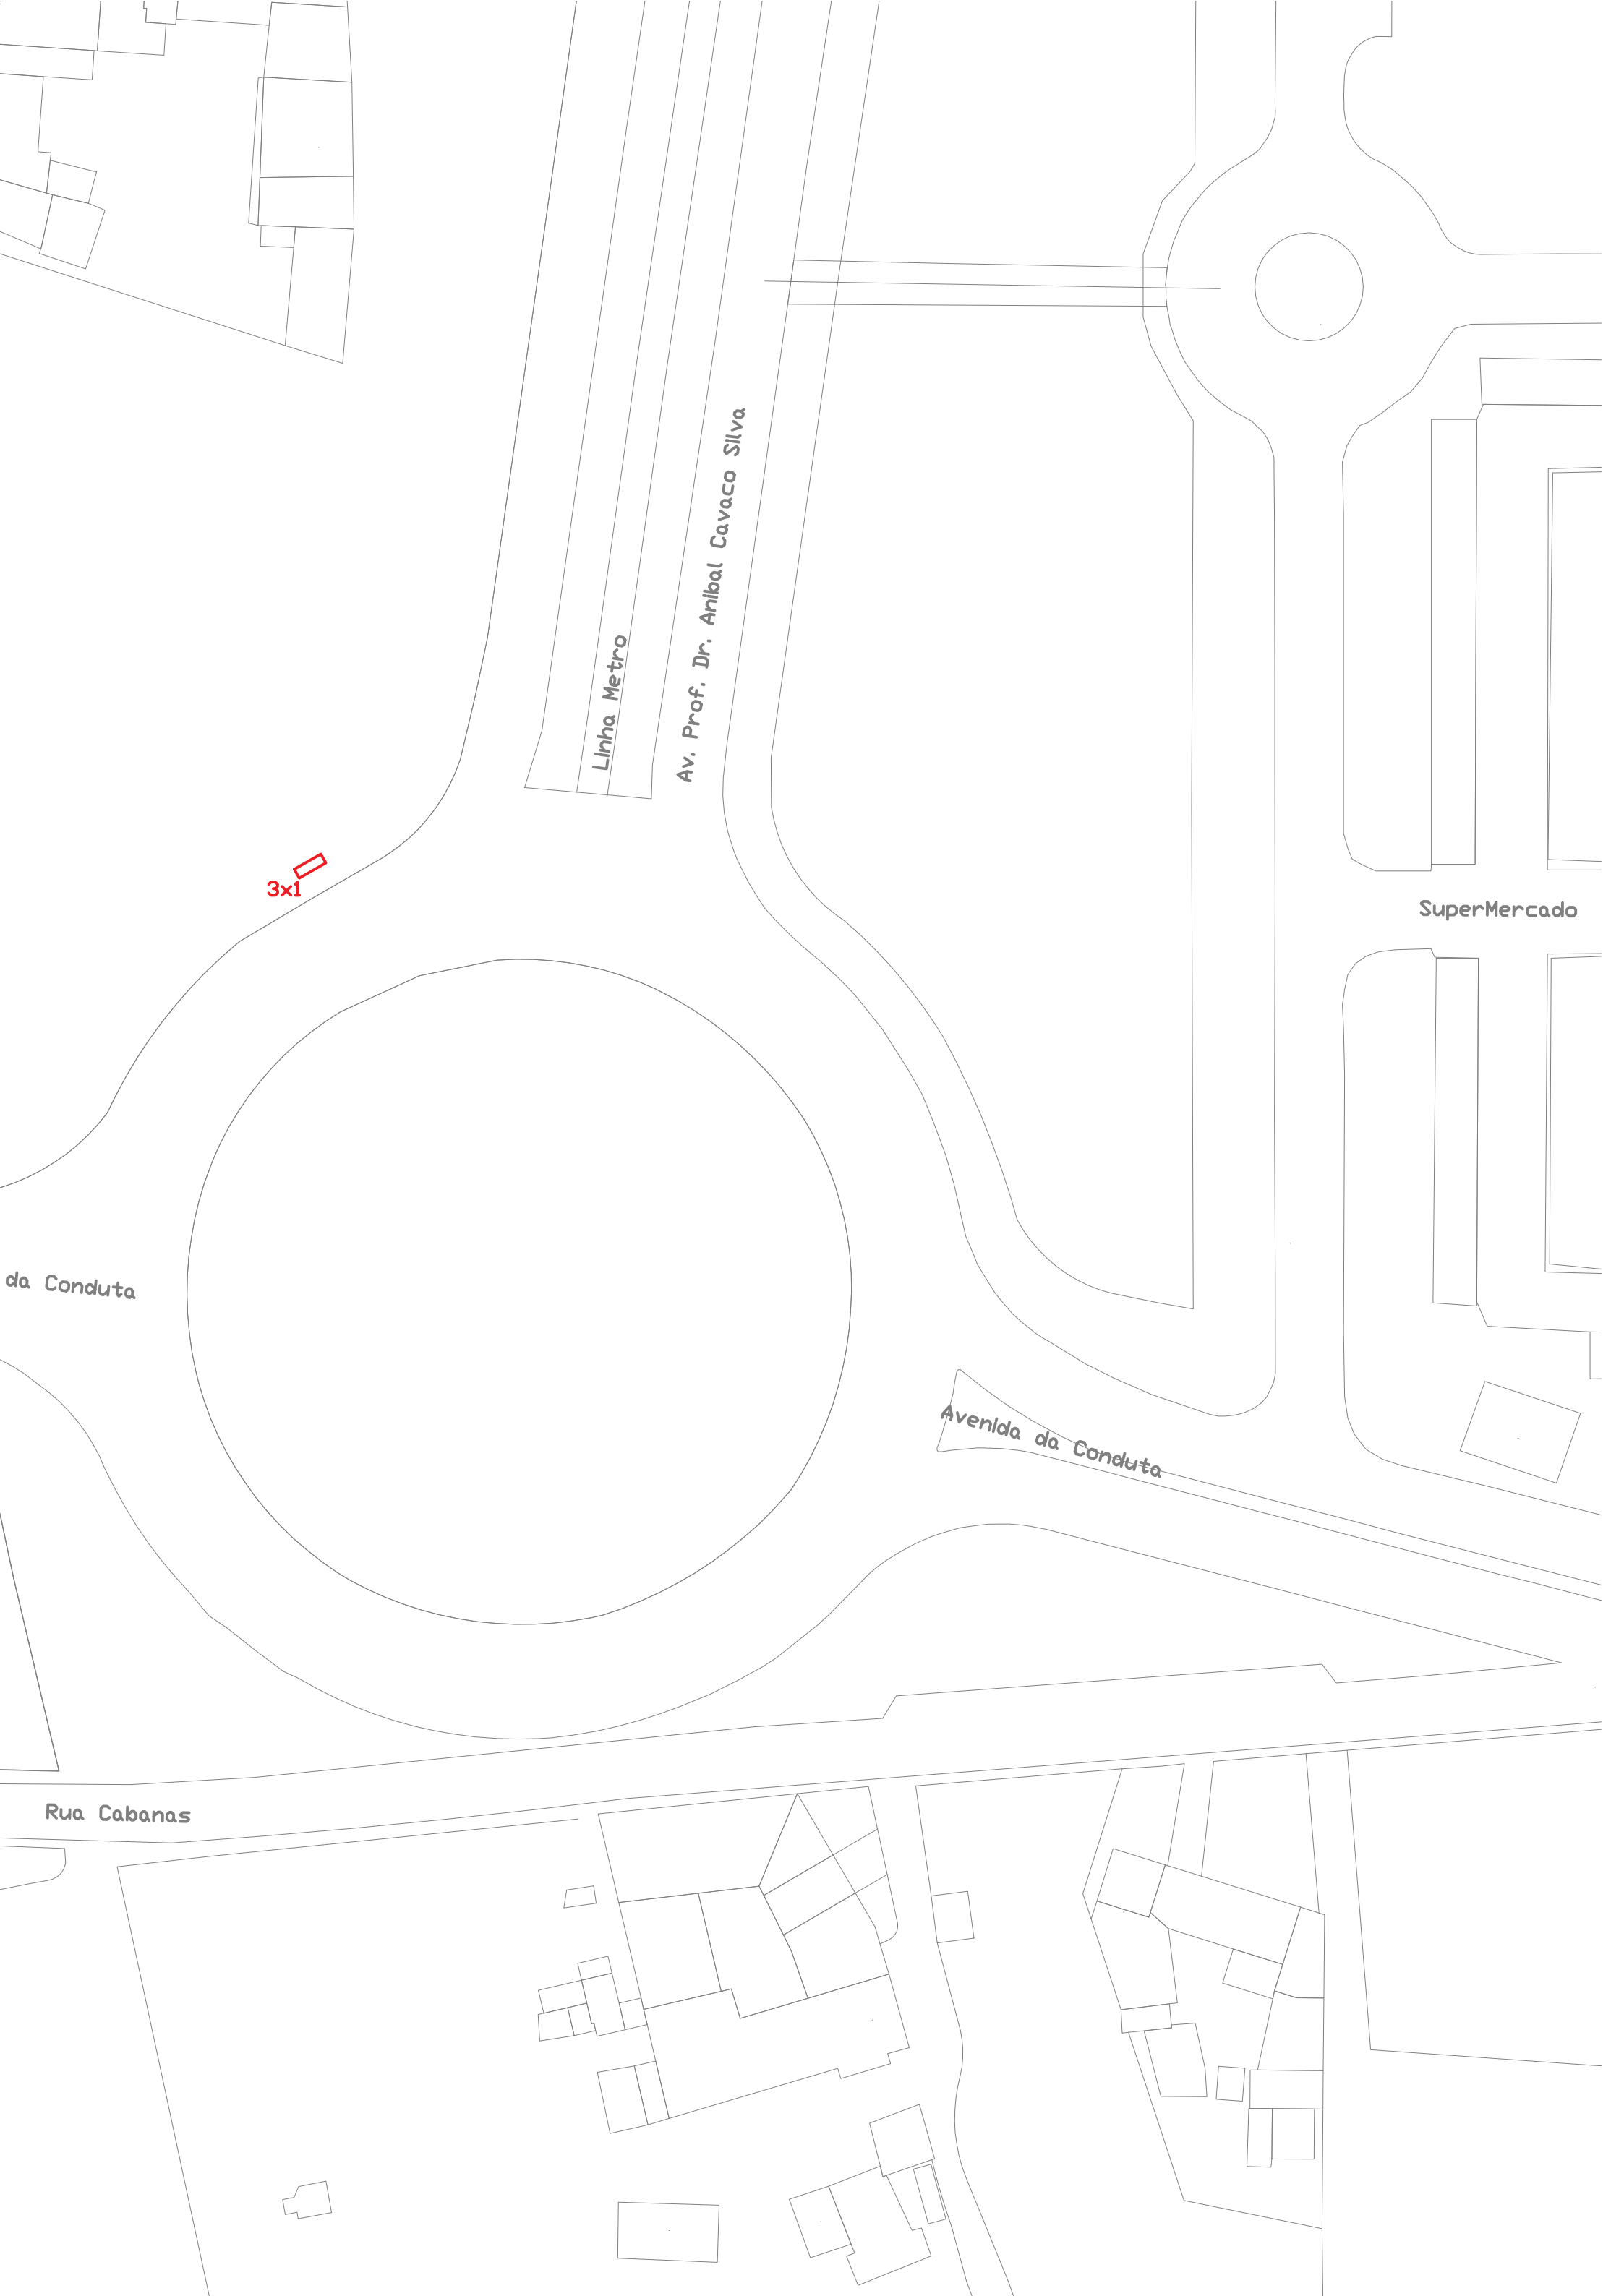 Av. Prof. Dr. Aníbal Cavaco Silva
Linha Metro
3x1
SuperMercado
da Conduta
Avenida da Conduta
Rua Cabanas